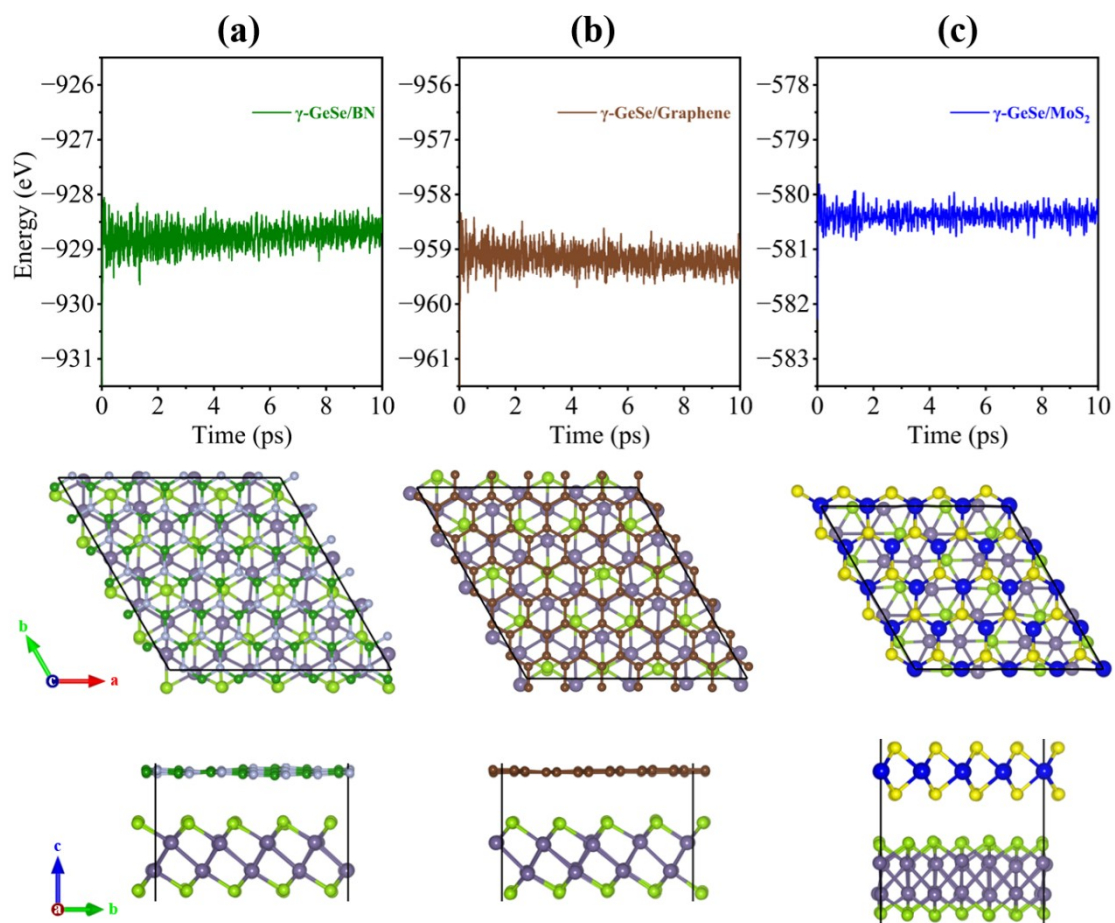 (a) (b) (c)
−926 −927 −928 −929 −930 −931
Energy (eV)
γ-GeSe/BN
0 2 4 6 8 10
Time (ps)
−956 −957 −958 −959 −960 −961
γ-GeSe/Graphene
0 2 4 6 8 10
Time (ps)
−578 −579 −580 −581 −582 −583
γ-GeSe/MoS₂
0 2 4 6 8 10
Time (ps)
b
c a
c
a b